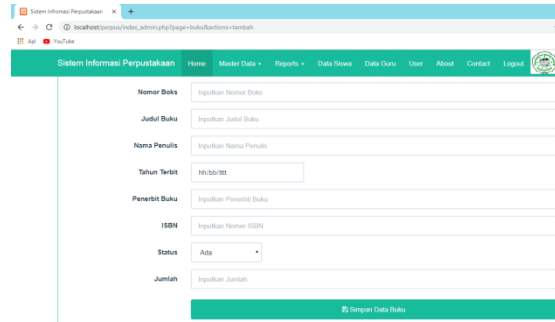 Sistem Infromasi Perpustakaan
localhost/perpus/index_admin.php?page=buku&actions=tambah
Apl YouTube
Sistem Informasi Perpustakaan Home Master Data Reports Data Siswa Data Guru User About Contact Logout
Nomor Boks Inputkan Nomor Boks
Judul Buku Inputkan Judul Buku
Nama Penulis Inputkan Nama Penulis
Tahun Terbit hh/bb/tttt
Penerbit Buku Inputkan Penerbit Buku
ISBN Inputkan Nomer ISBN
Status Ada
Jumlah Inputkan Jumlah
Simpan Data Buku